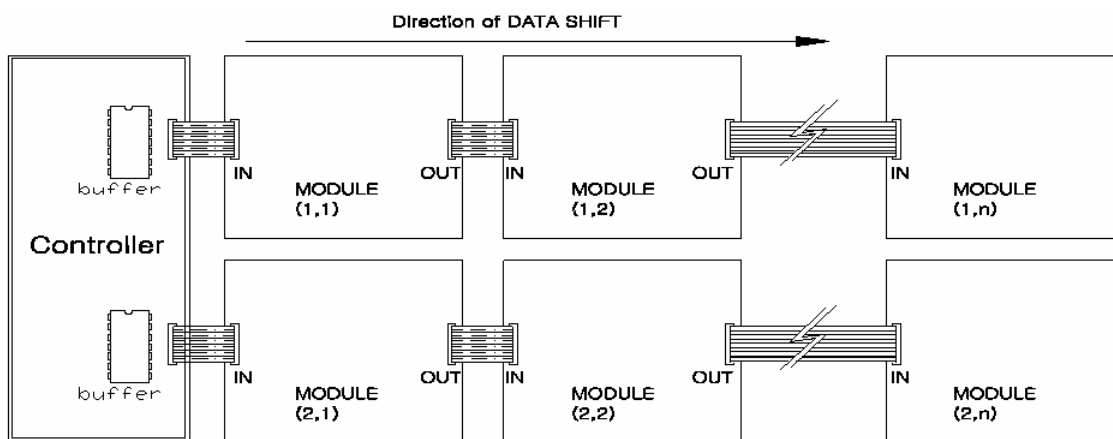 Direction of DATA SHIFT
buffer
IN
OUT
IN
OUT
IN
MODULE
(1,1)
MODULE
(1,2)
MODULE
(1,n)
Controller
buffer
IN
OUT
IN
OUT
IN
MODULE
(2,1)
MODULE
(2,2)
MODULE
(2,n)